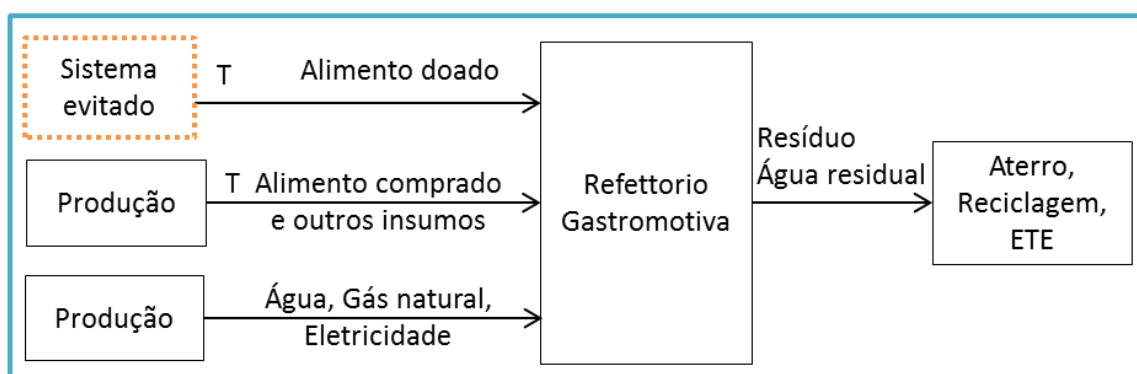 Sistema
evitado
T Alimento doado
Produção
T Alimento comprado
e outros insumos
Produção
Água, Gás natural,
Eletricidade
Refettorio
Gastromotiva
Resíduo
Água residual
Aterro,
Reciclagem,
ETE